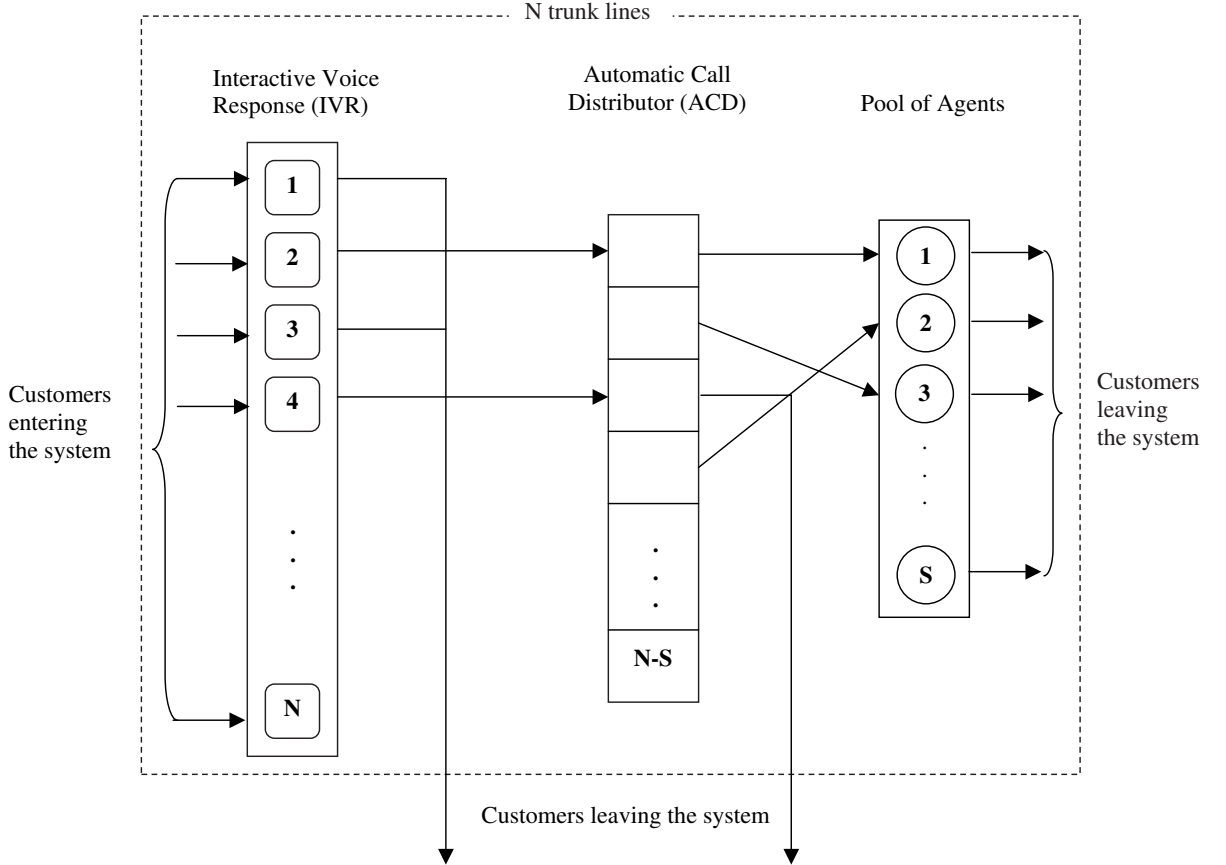 N trunk lines
Interactive Voice
Response (IVR)
Automatic Call
Distributor (ACD)
Pool of Agents
1
2
3
4
.
.
.
N
.
.
.
N-S
1
2
3
.
.
.
S
Customers
entering
the system
Customers
leaving
the system
Customers leaving the system